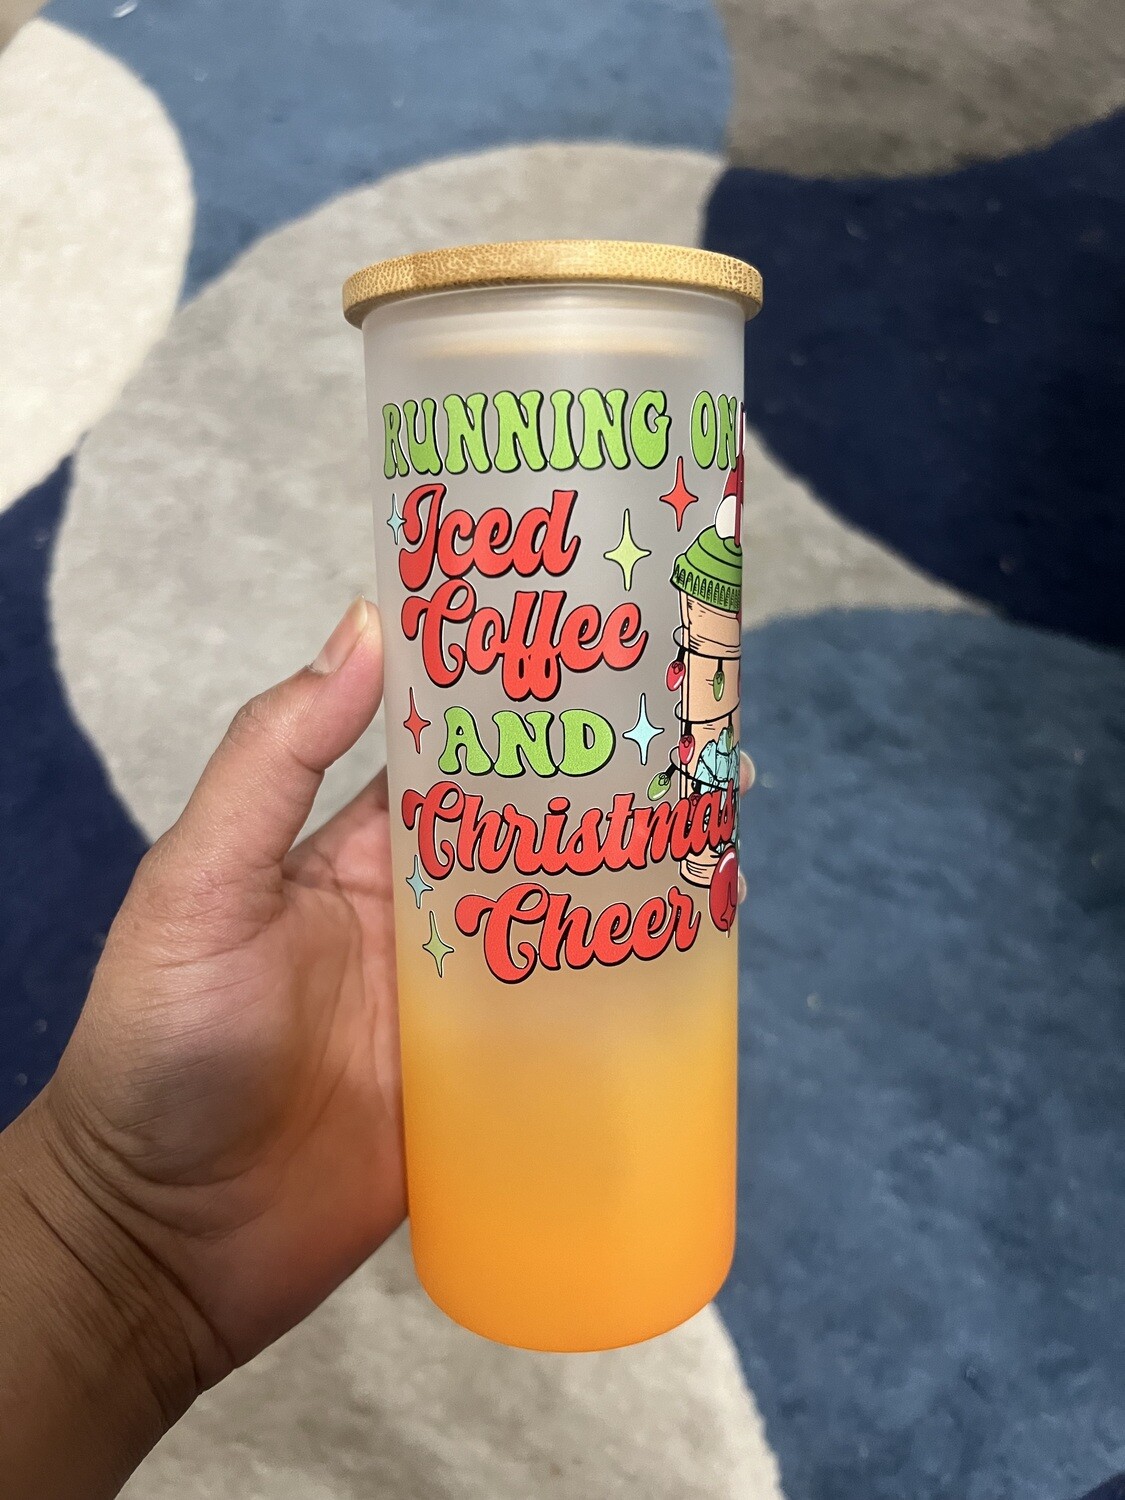 RUNNING ON
Iced
Coffee
AND
Christmas
Cheer